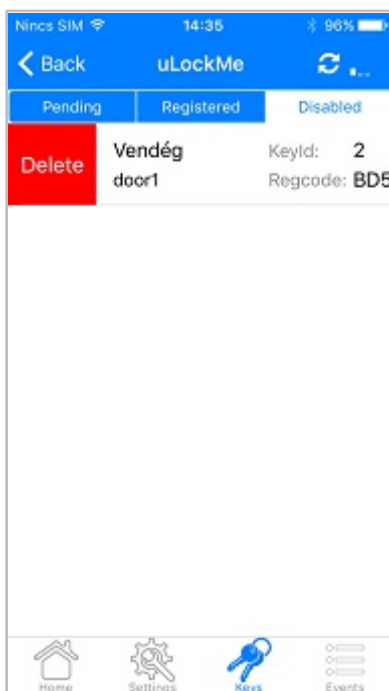 Nincs SIM 14:35 96%
Back uLockMe
Pending Registered Disabled
Delete Vendég KeyId: 2
door1 Regcode: BD5
Home Settings Keys Events